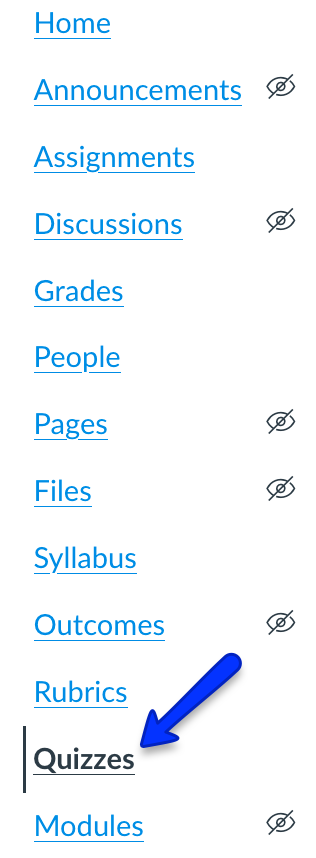 Home
Announcements
Assignments
Discussions
Grades
People
Pages
Files
Syllabus
Outcomes
Rubrics
Quizzes
Modules